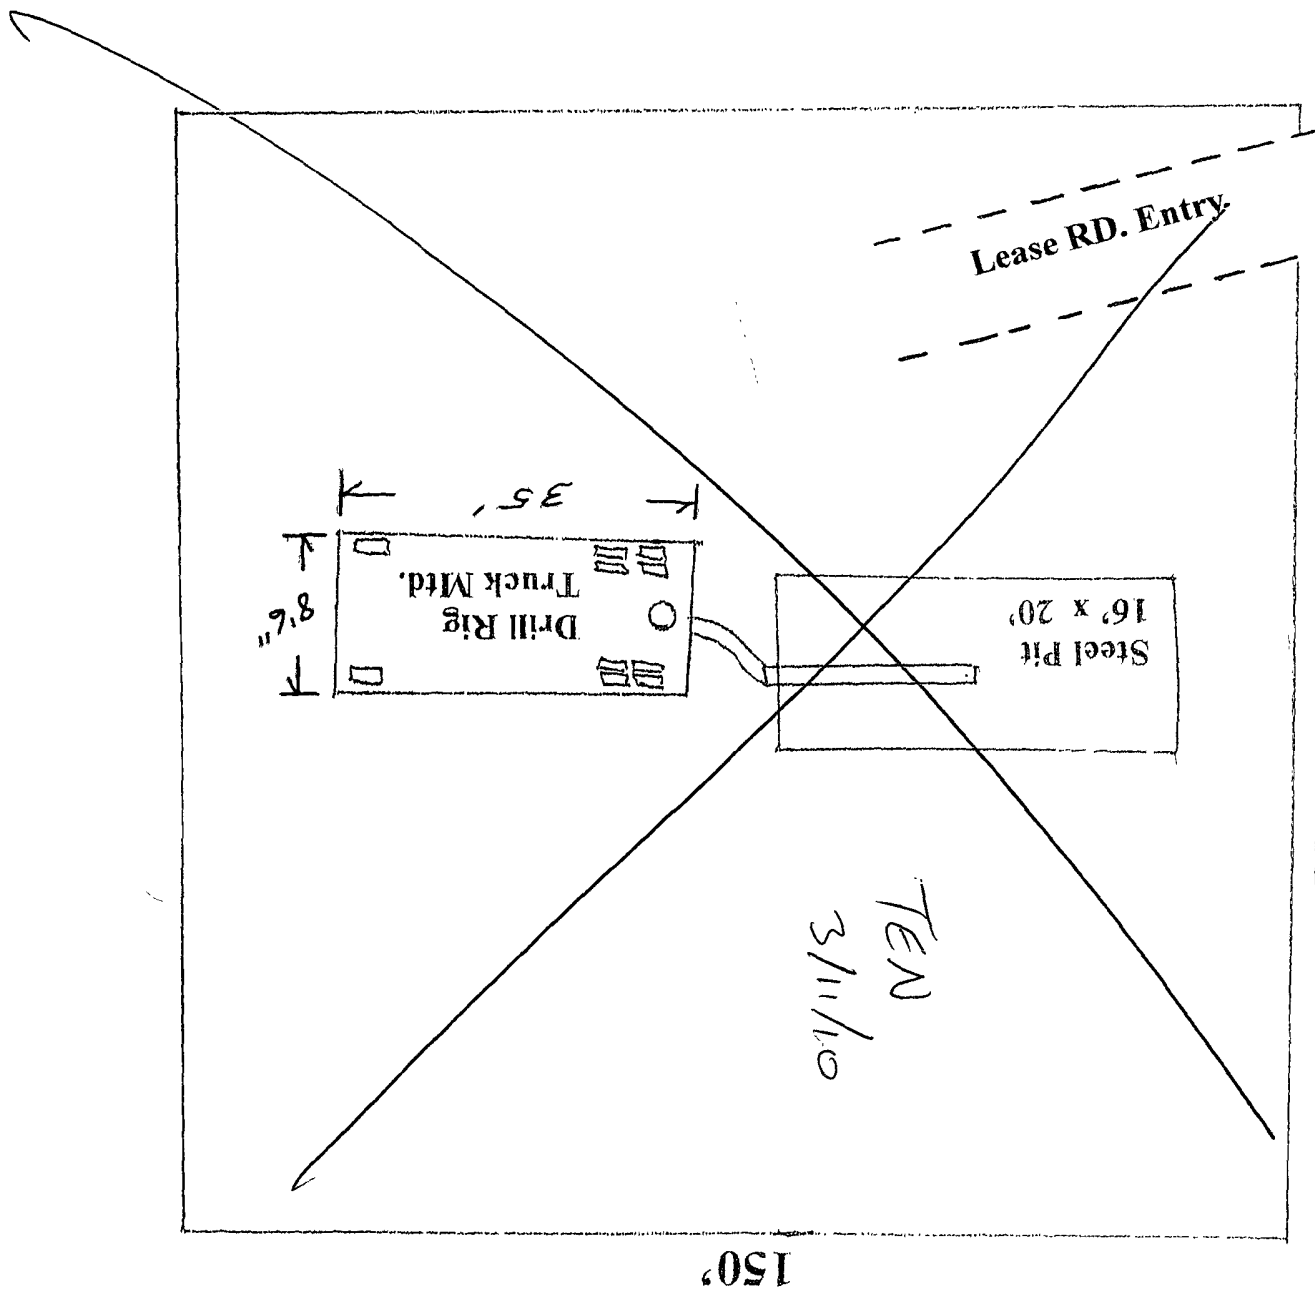 150'
Steel Pit
16' x 20'
Drill Rig
Truck Mtd.
8'6"
35'
Lease RD. Entry.
TEN
3/11/10